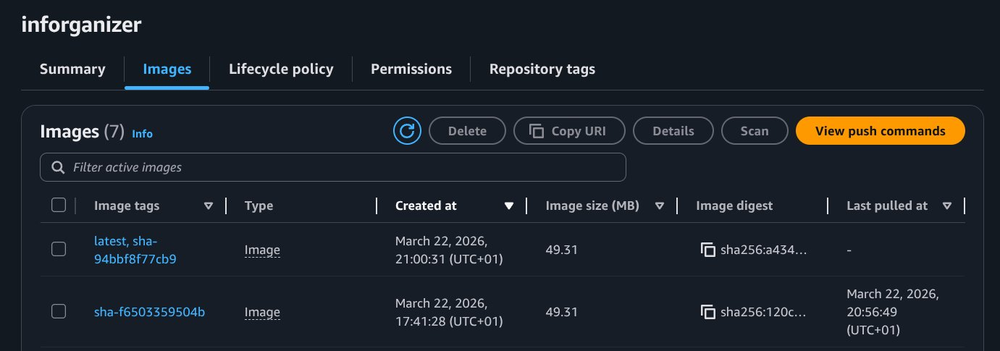 inforganizer
Summary
Images
Lifecycle policy
Permissions
Repository tags
Images (7) Info
Delete
Copy URI
Details
Scan
View push commands
Filter active images
Image tags
Type
Created at
Image size (MB)
Image digest
Last pulled at
latest, sha-
94bbf8f77cb9
Image
March 22, 2026,
21:00:31 (UTC+01)
49.31
sha256:a434...
-
sha-f6503359504b
Image
March 22, 2026,
17:41:28 (UTC+01)
49.31
sha256:120c...
March 22, 2026,
20:56:49
(UTC+01)